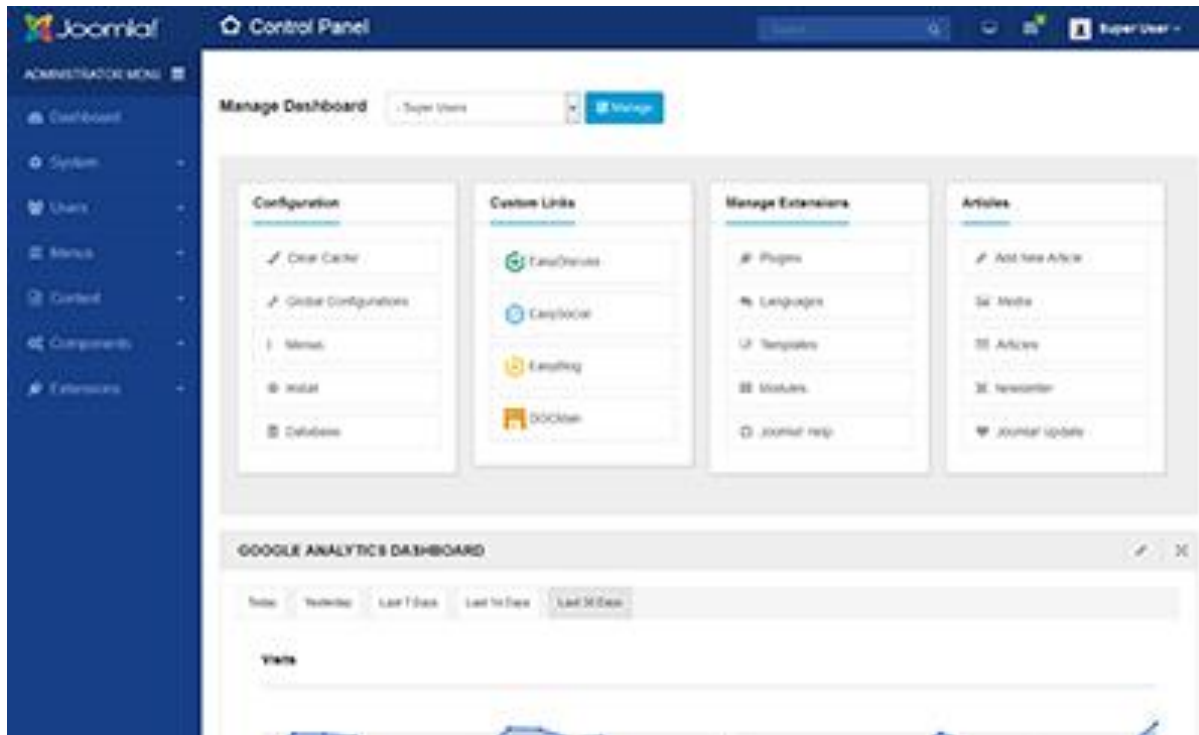 Joomla!
Control Panel
Super User
ADMINISTRATOR MENU
Dashboard
System
Users
Menus
Content
Components
Extensions
Manage Dashboard
- Super Users
Manage
Configuration
Clear Cache
Global Configurations
Menus
Install
Database
Custom Links
EasyDiscuss
EasySocial
EasyBlog
DOCman
Manage Extensions
Plugins
Languages
Templates
Modules
Joomla! Help
Articles
Add New Article
Media
Articles
Newsletter
Joomla! Update
GOOGLE ANALYTICS DASHBOARD
Today
Yesterday
Last 7 Days
Last 14 Days
Last 30 Days
Visits